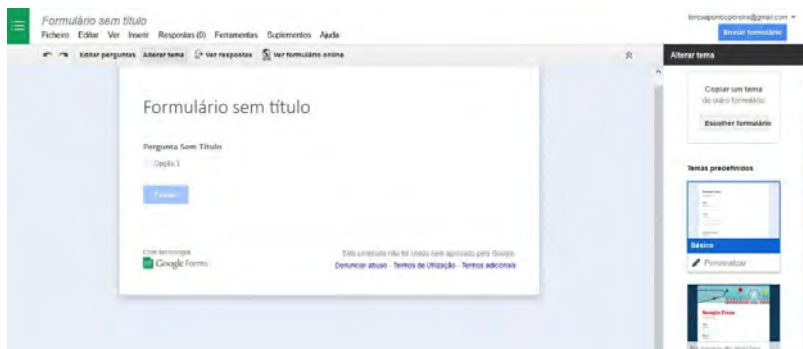 Formulário sem título
Ficheiro Editar Ver Inserir Respostas (0) Ferramentas Suplementos Ajuda
Enviar formulário
Editar perguntas Alterar tema Ver respostas Ver formulário online
Alterar tema
Copiar um tema
de outro formulário
Escolher formulário
Formulário sem título
Pergunta Sem Título
Opção 1
Temas predefinidos
Básico
Personalizar
Com tecnologia
Google Forms
Este conteúdo não foi criado nem aprovado pela Google.
Denunciar abuso - Termos de Utilização - Termos adicionais